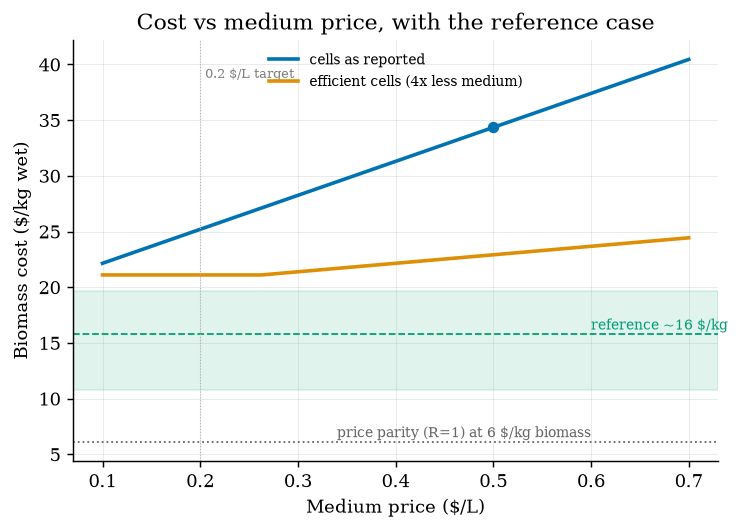 Cost vs medium price, with the reference case
cells as reported
0.2 $/L target
efficient cells (4x less medium)
40
35
30
25
20
15
10
5
Biomass cost ($/kg wet)
reference ~16 $/kg
price parity (R=1) at 6 $/kg biomass
0.1 0.2 0.3 0.4 0.5 0.6 0.7
Medium price ($/L)